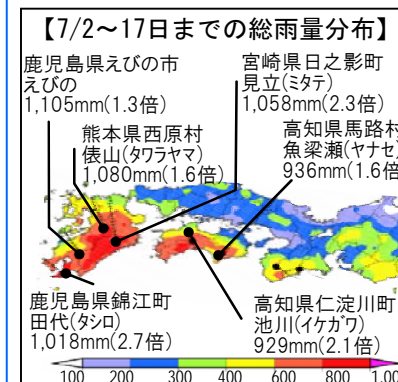 【7/2～17日までの総雨量分布】
鹿児島県えびの市
えびの
1,105mm(1.3倍)
宮崎県日之影町
見立(ミタテ)
1,058mm(2.3倍)
熊本県西原村
俵山(タワラヤマ)
1,080mm(1.6倍)
高知県馬路村
魚梁瀬(ヤナセ)
936mm(1.6倍
鹿児島県錦江町
田代(タシロ)
1,018mm(2.7倍)
高知県仁淀川町
池川(イケガワ)
929mm(2.1倍)
100 200 300 400 600 800 1,00